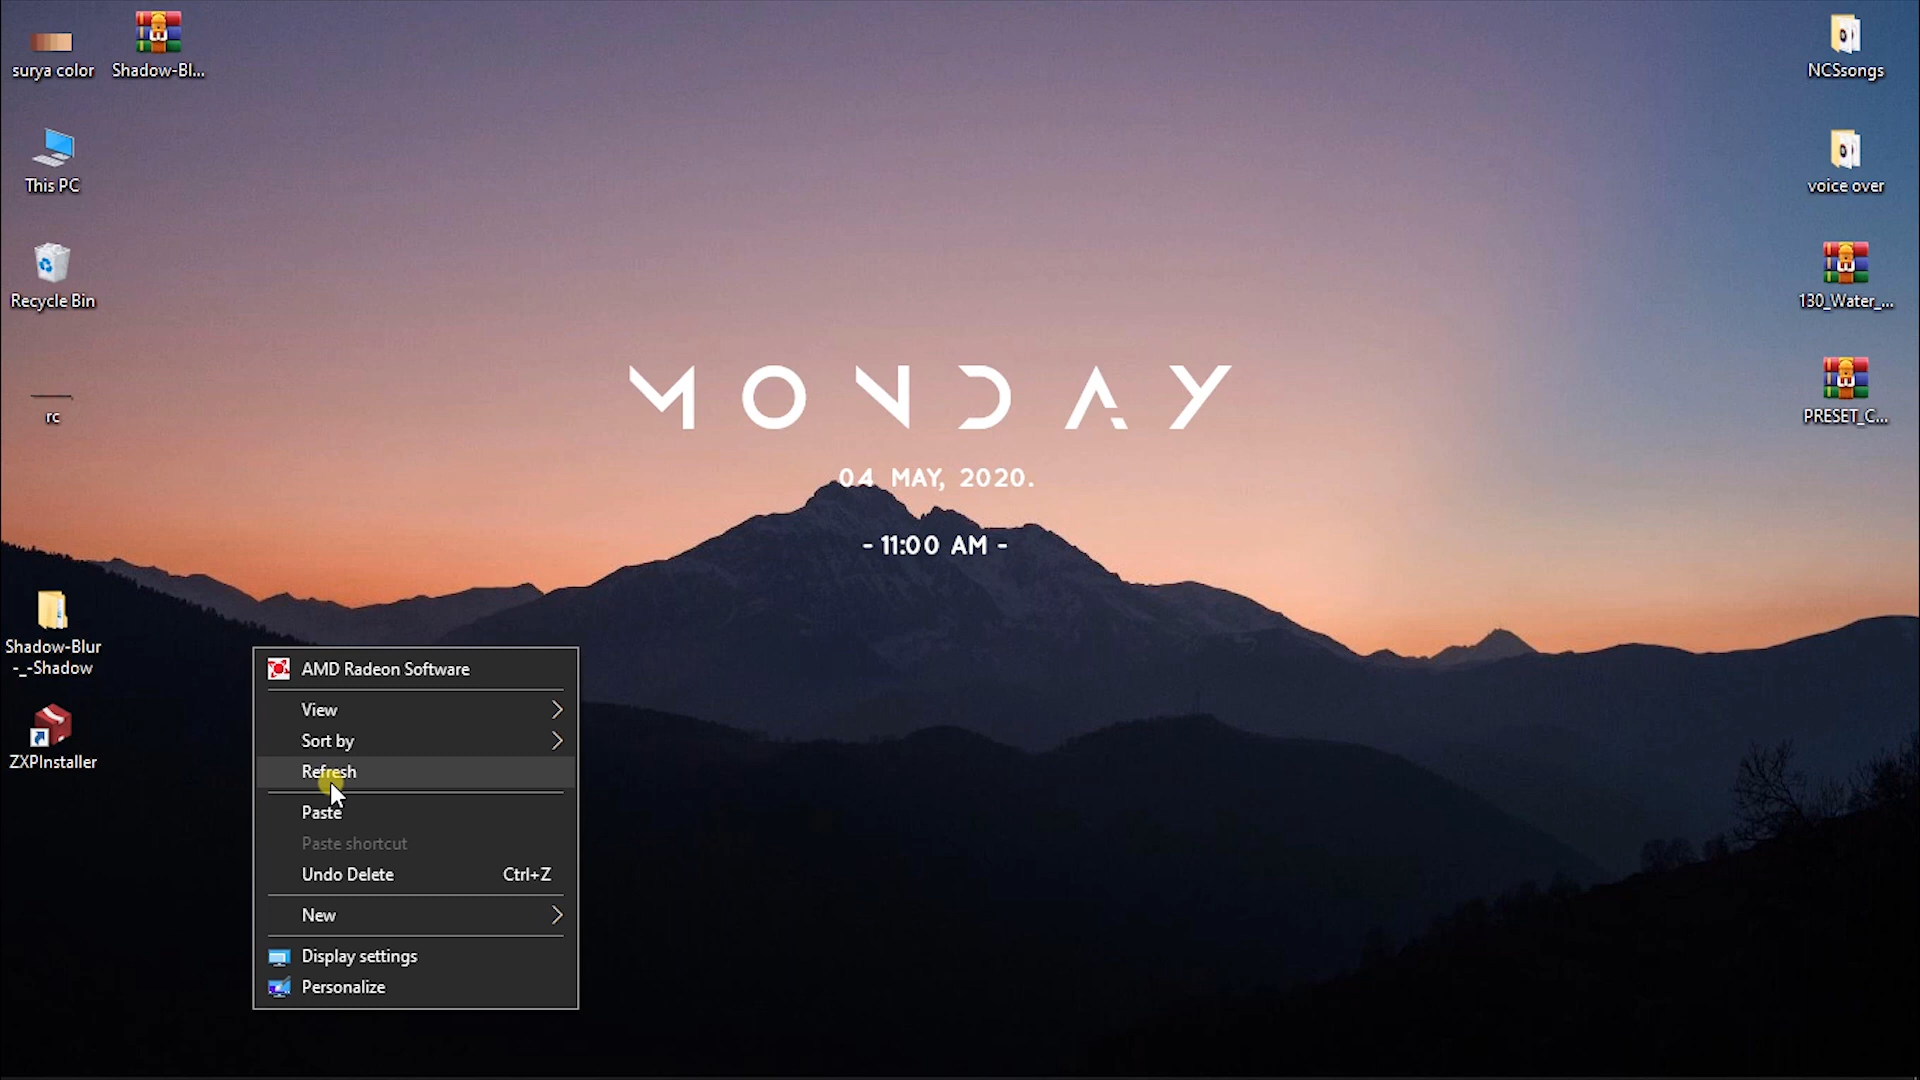 surya color
Shadow-Bl...
This PC
Recycle Bin
rc
Shadow-Blur
-_-Shadow
ZXPInstaller
MONDAY
04 MAY, 2020.
- 11:00 AM -
NCSsongs
voice over
130_Water_...
PRESET_C...
AMD Radeon Software
View
Sort by
Refresh
Paste
Paste shortcut
Undo Delete Ctrl+Z
New
Display settings
Personalize